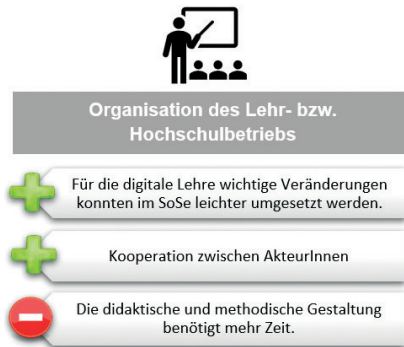 Organisation des Lehr- bzw.
Hochschulbetriebs
Für die digitale Lehre wichtige Veränderungen
konnten im SoSe leichter umgesetzt werden.
Kooperation zwischen AkteurInnen
Die didaktische und methodische Gestaltung
benötigt mehr Zeit.